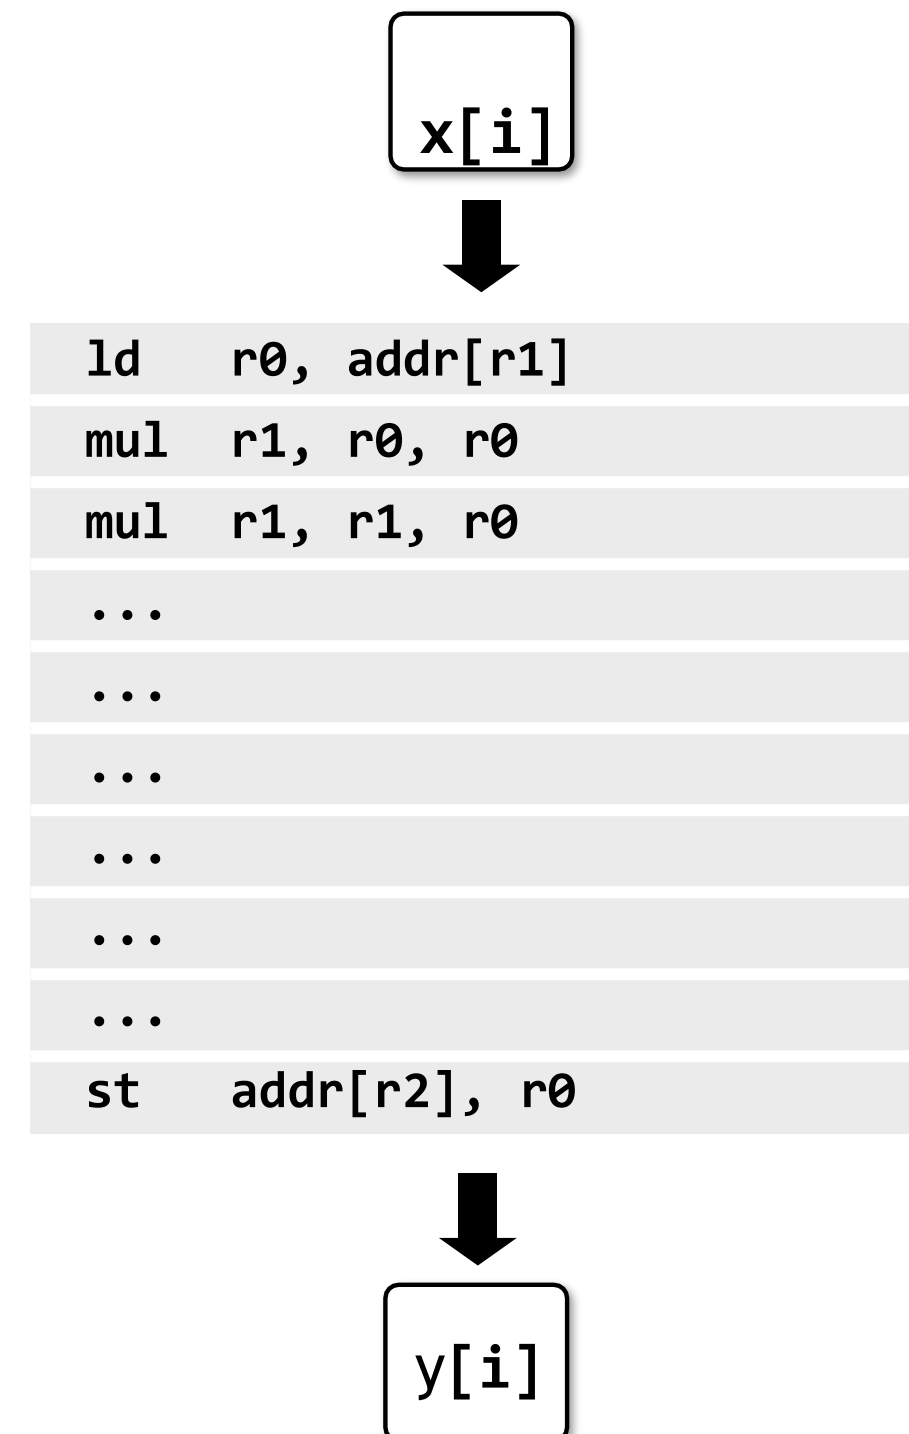 x[i]
ld r0, addr[r1]
mul r1, r0, r0
mul r1, r1, r0
...
...
...
...
...
...
st addr[r2], r0
y[i]